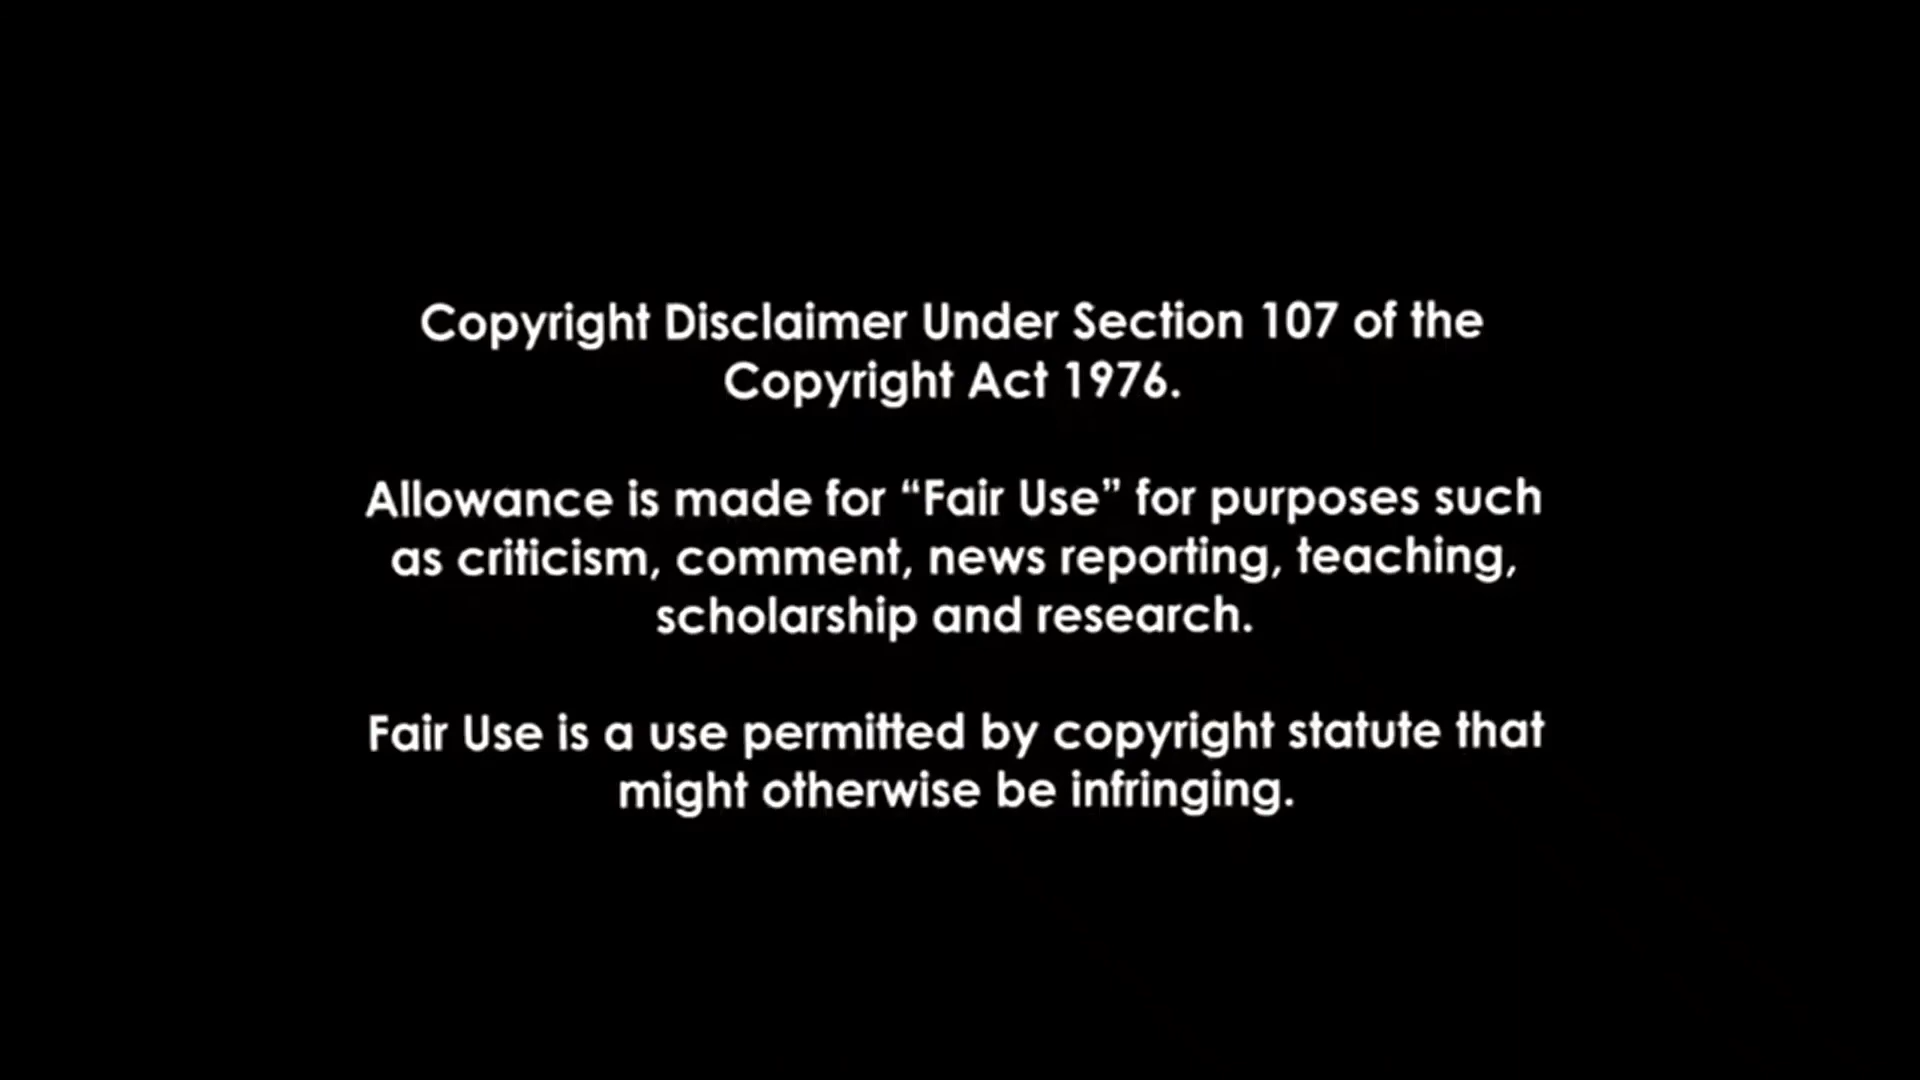 Copyright Disclaimer Under Section 107 of the
Copyright Act 1976.
Allowance is made for “Fair Use” for purposes such
as criticism, comment, news reporting, teaching,
scholarship and research.
Fair Use is a use permitted by copyright statute that
might otherwise be infringing.